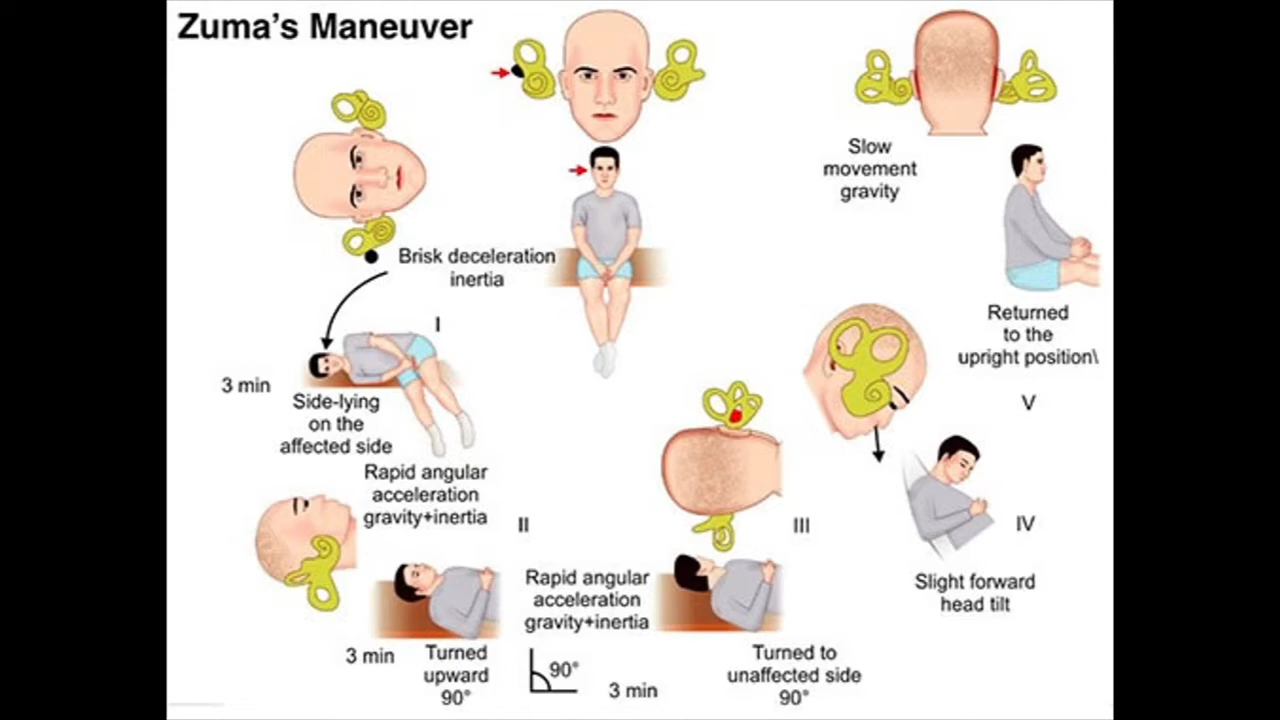 Zuma's Maneuver
Brisk deceleration
inertia
I
3 min
Side-lying
on the
affected side
Rapid angular
acceleration
gravity+inertia
II
3 min
Turned
upward
90°
Rapid angular
acceleration
gravity+inertia
90°
3 min
III
Turned to
unaffected side
90°
IV
Slight forward
head tilt
Slow
movement
gravity
Returned
to the
upright position\
V